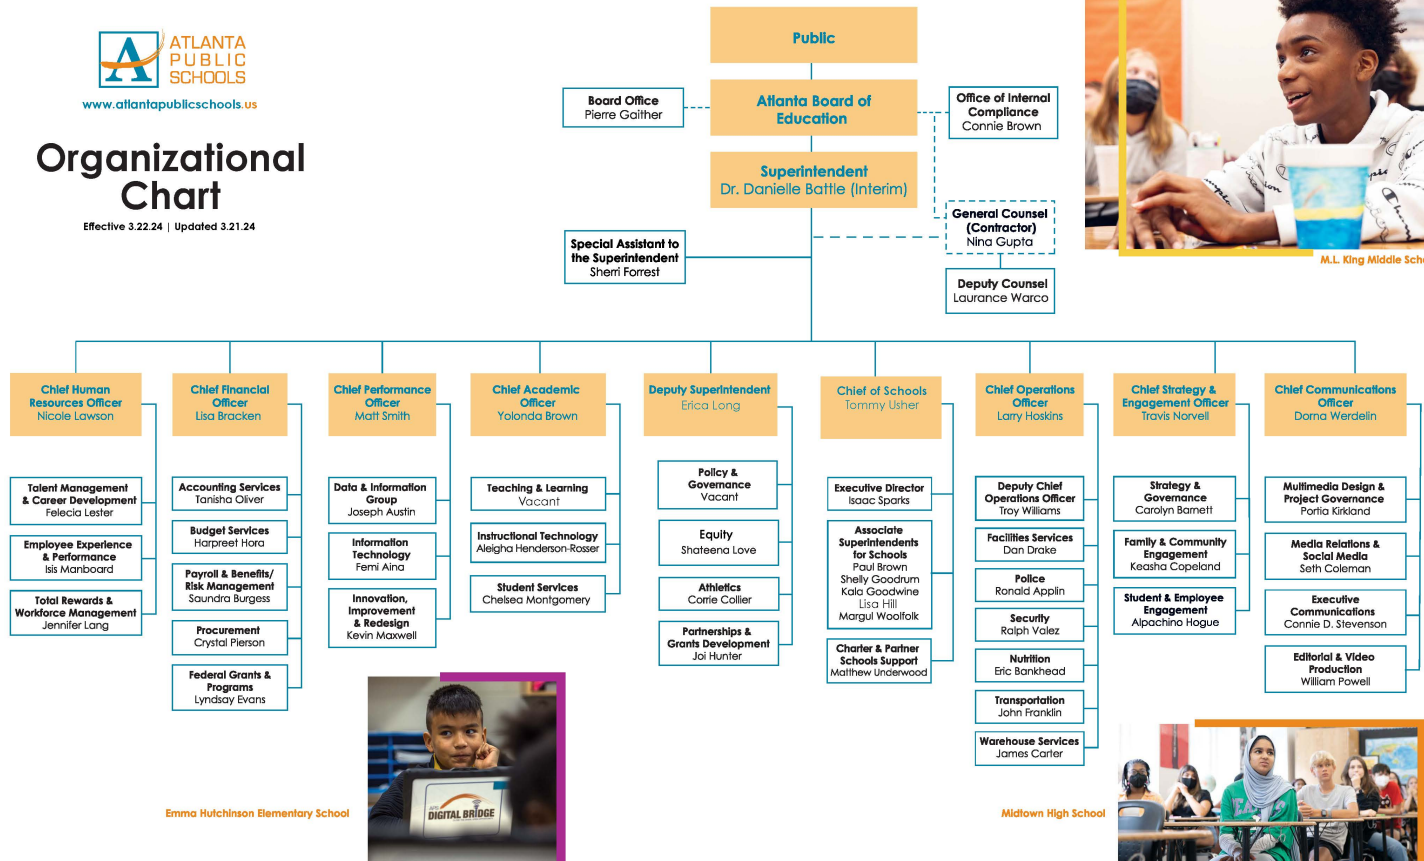 ATLANTA
PUBLIC
SCHOOLS
www.atlantapublicschools.us
Organizational
Chart
Effective 3.22.24 | Updated 3.21.24
Public
Board Office
Pierre Gaither
Atlanta Board of
Education
Office of Internal
Compliance
Connie Brown
Superintendent
Dr. Danielle Battle (Interim)
General Counsel
(Contractor)
Nina Gupta
Special Assistant to
the Superintendent
Sherri Forrest
Deputy Counsel
Laurance Warco
M.L. King Middle Scho
Chief Human
Resources Officer
Nicole Lawson
Talent Management
& Career Development
Felecia Lester
Employee Experience
& Performance
Isis Manboard
Total Rewards &
Workforce Management
Jennifer Lang
Chief Financial
Officer
Lisa Bracken
Accounting Services
Tanisha Oliver
Budget Services
Harpreet Hora
Payroll & Benefits/
Risk Management
Saundra Burgess
Procurement
Crystal Pierson
Federal Grants &
Programs
Lyndsay Evans
Chief Performance
Officer
Matt Smith
Data & Information
Group
Joseph Austin
Information
Technology
Femi Aina
Innovation,
Improvement
& Redesign
Kevin Maxwell
Chief Academic
Officer
Yolonda Brown
Teaching & Learning
Vacant
Instructional Technology
Aleigha Henderson-Rosser
Student Services
Chelsea Montgomery
Deputy Superintendent
Erica Long
Policy &
Governance
Vacant
Equity
Shateena Love
Athletics
Corrie Collier
Partnerships &
Grants Development
Joi Hunter
Chief of Schools
Tommy Usher
Executive Director
Isaac Sparks
Associate
Superintendents
for Schools
Paul Brown
Shelly Goodrum
Kala Goodwine
Lisa Hill
Margul Woolfolk
Charter & Partner
Schools Support
Matthew Underwood
Chief Operations
Officer
Larry Hoskins
Deputy Chief
Operations Officer
Troy Williams
Facilities Services
Dan Drake
Police
Ronald Applin
Security
Ralph Valez
Nutrition
Eric Bankhead
Transportation
John Franklin
Warehouse Services
James Carter
Chief Strategy &
Engagement Officer
Travis Norvell
Strategy &
Governance
Carolyn Barnett
Family & Community
Engagement
Keasha Copeland
Student & Employee
Engagement
Alpachino Hogue
Chief Communications
Officer
Dorna Werdelin
Multimedia Design &
Project Governance
Portia Kirkland
Media Relations &
Social Media
Seth Coleman
Executive
Communications
Connie D. Stevenson
Editorial & Video
Production
William Powell
Emma Hutchinson Elementary School
APS
DIGITAL BRIDGE
Midtown High School